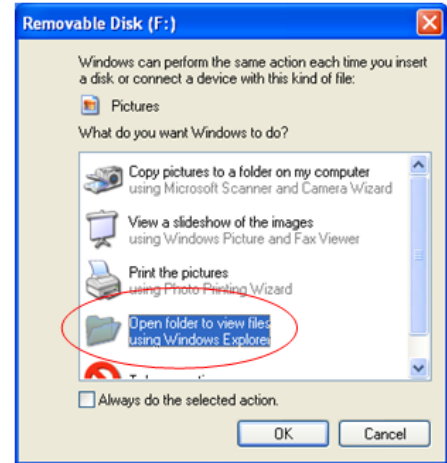 Removable Disk (F:)
Windows can perform the same action each time you insert
a disk or connect a device with this kind of file:
Pictures
What do you want Windows to do?
Copy pictures to a folder on my computer
using Microsoft Scanner and Camera Wizard
View a slideshow of the images
using Windows Picture and Fax Viewer
Print the pictures
using Photo Printing Wizard
Open folder to view files
using Windows Explorer
Always do the selected action.
OK
Cancel